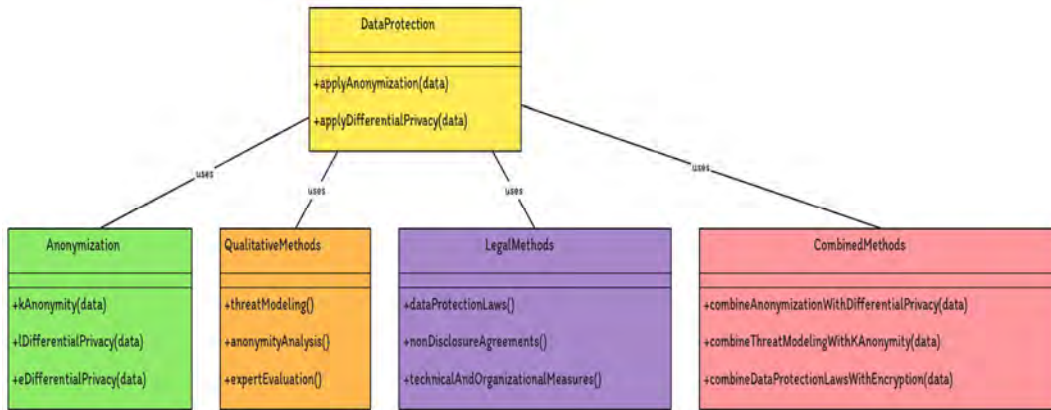 DataProtection
+applyAnonymization(data)
+applyDifferentialPrivacy(data)
uses
uses
uses
uses
Anonymization
+kAnonymity(data)
+lDifferentialPrivacy(data)
+eDifferentialPrivacy(data)
QualitativeMethods
+threatModeling()
+anonymityAnalysis()
+expertEvaluation()
LegalMethods
+dataProtectionLaws()
+nonDisclosureAgreements()
+technicalAndOrganizationalMeasures()
CombinedMethods
+combineAnonymizationWithDifferentialPrivacy(data)
+combineThreatModelingWithKAnonymity(data)
+combineDataProtectionLawsWithEncryption(data)